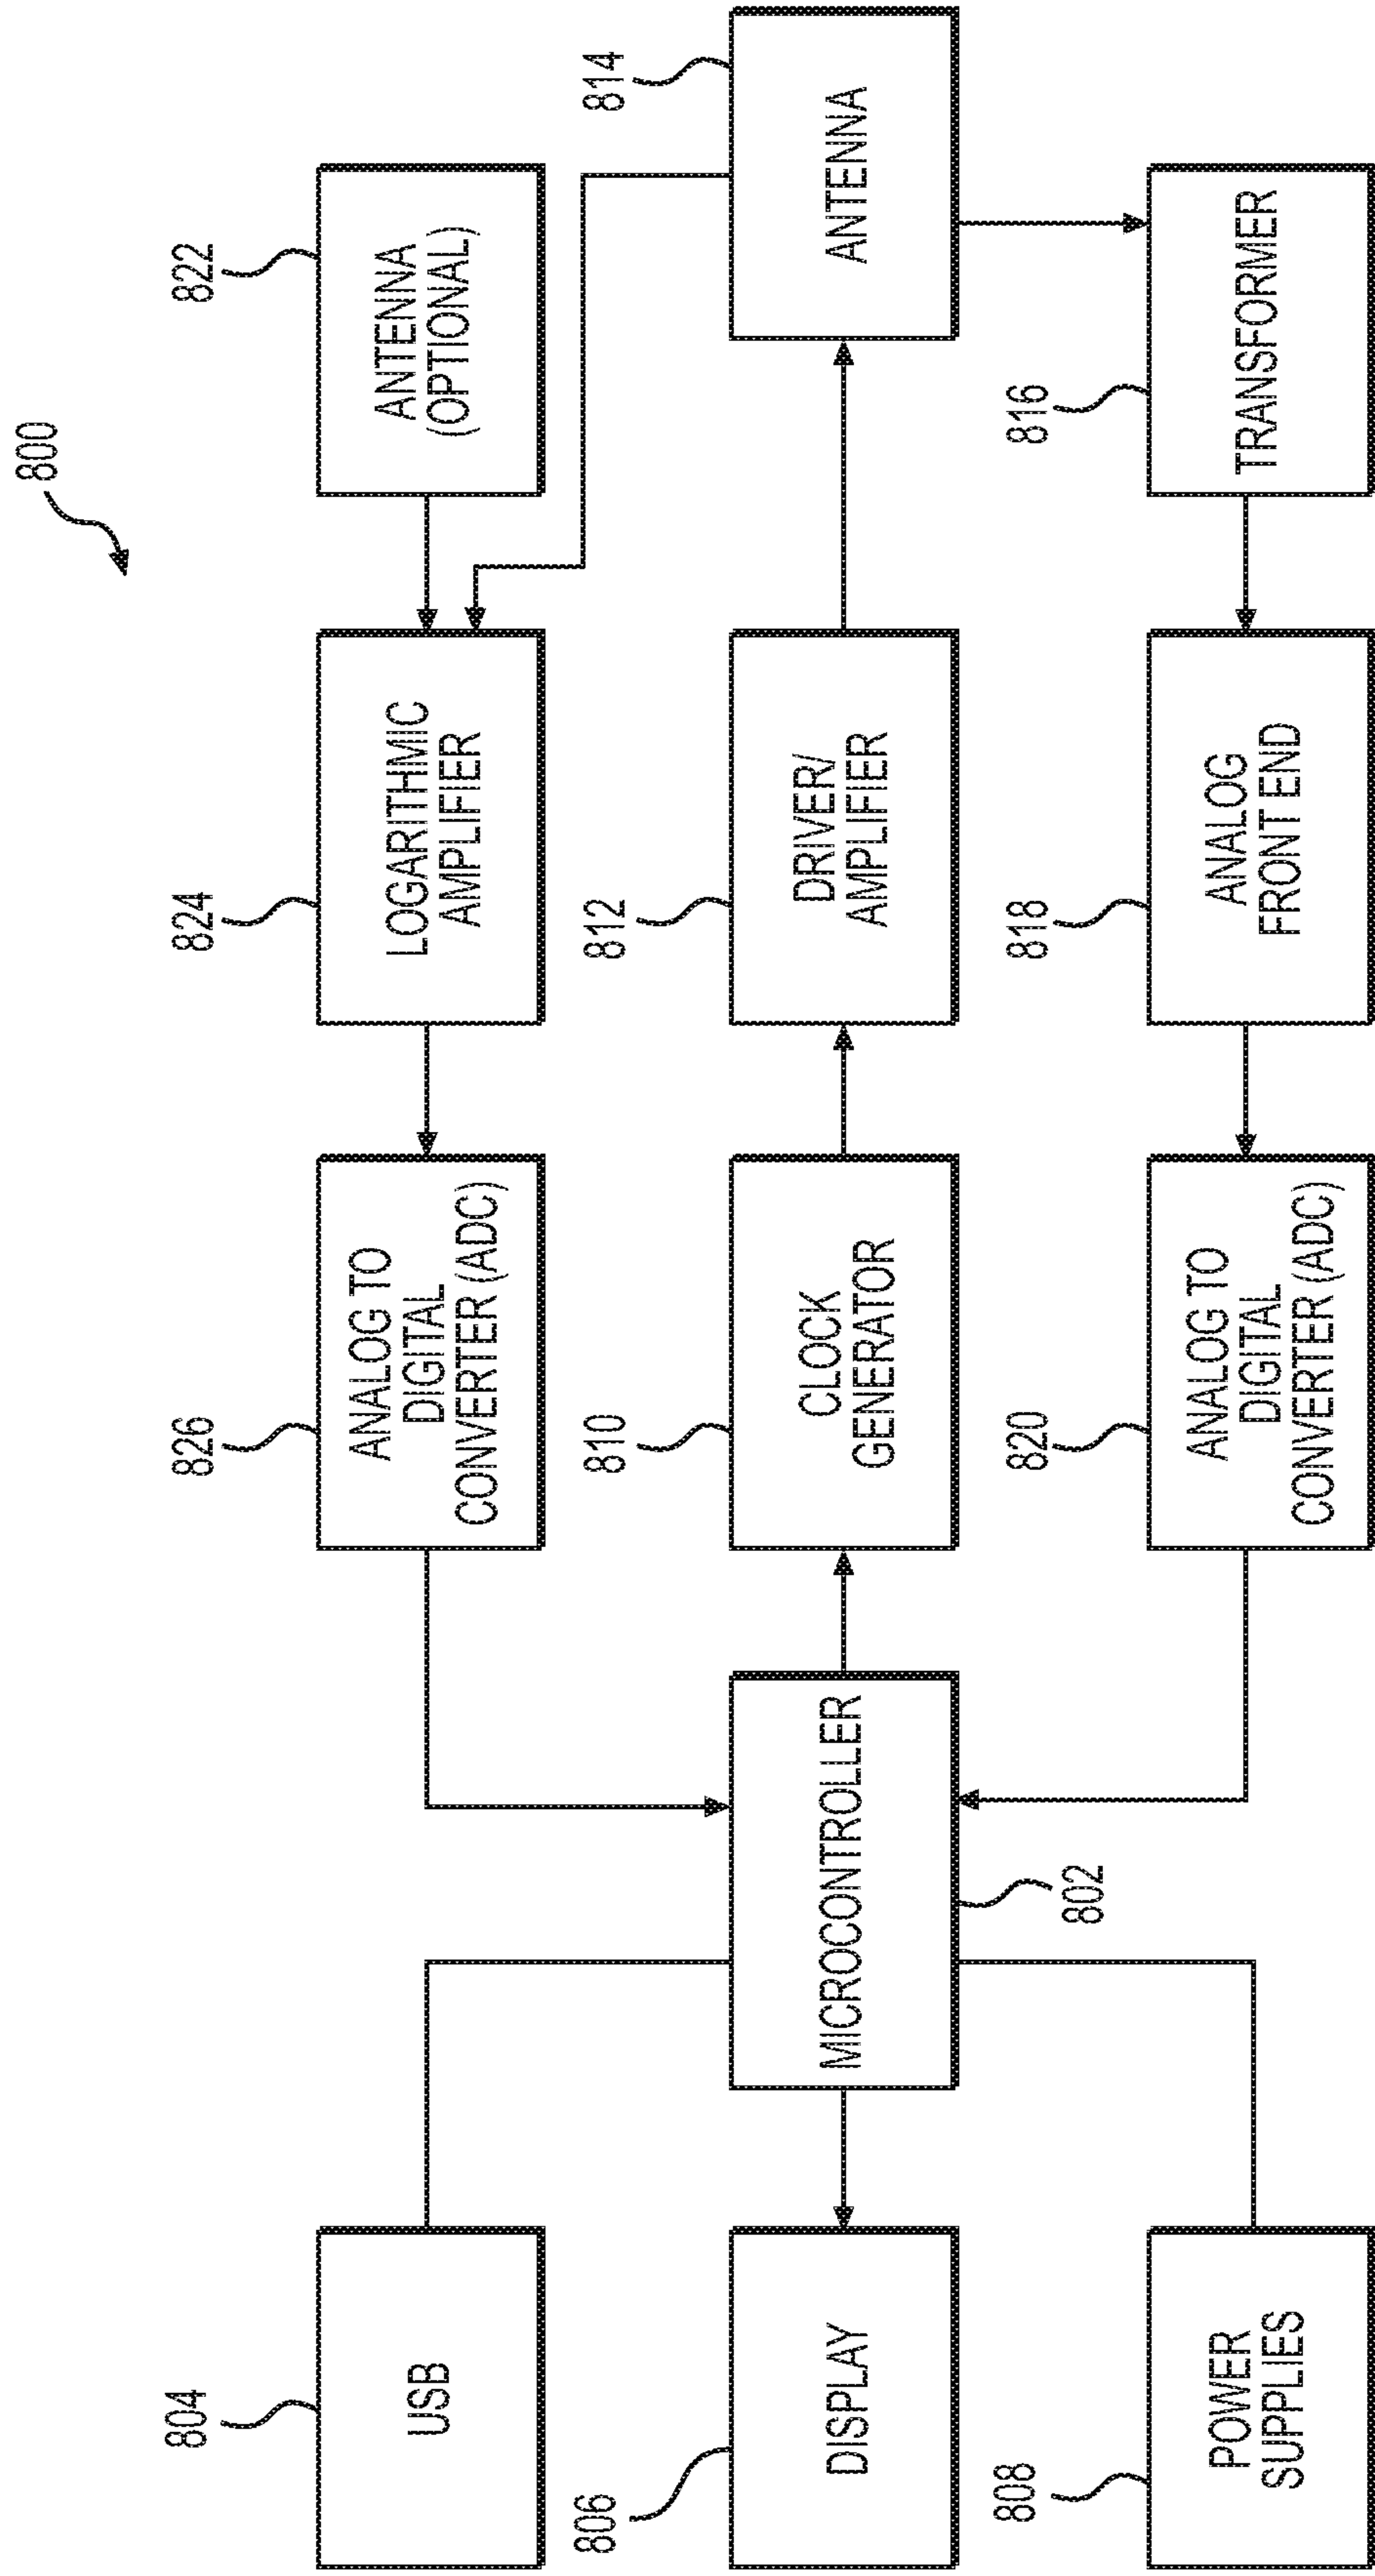 800
804
USB
826
ANALOG TO
DIGITAL
CONVERTER (ADC)
824
LOGARITHMIC
AMPLIFIER
822
ANTENNA
(OPTIONAL)
806
DISPLAY
MICROCONTROLLER
802
810
CLOCK
GENERATOR
812
DRIVER/
AMPLIFIER
814
ANTENNA
808
POWER
SUPPLIES
820
ANALOG TO
DIGITAL
CONVERTER (ADC)
818
ANALOG
FRONT END
816
TRANSFORMER